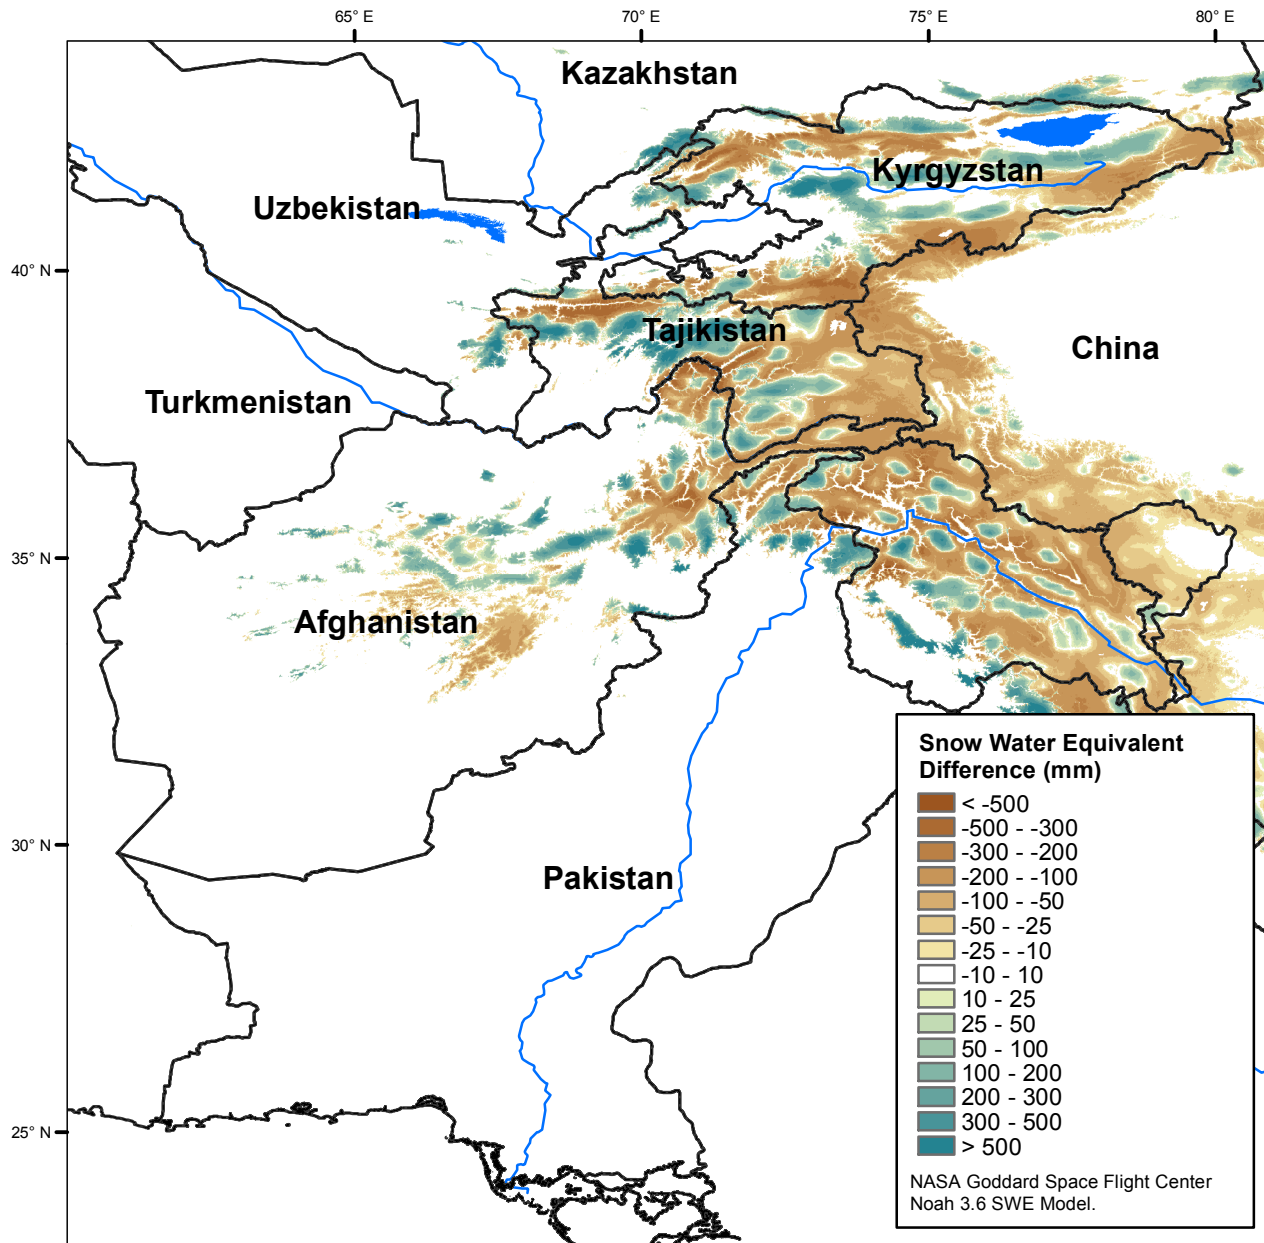 65° E
70° E
75° E
80° E
Kazakhstan
Kyrgyzstan
Uzbekistan
40° N
Tajikistan
China
Turkmenistan
35° N
Afghanistan
Snow Water Equivalent
Difference (mm)
< -500
-500 - -300
-300 - -200
-200 - -100
-100 - -50
-50 - -25
-25 - -10
-10 - 10
10 - 25
25 - 50
50 - 100
100 - 200
200 - 300
300 - 500
> 500
NASA Goddard Space Flight Center
Noah 3.6 SWE Model.
30° N
Pakistan
25° N